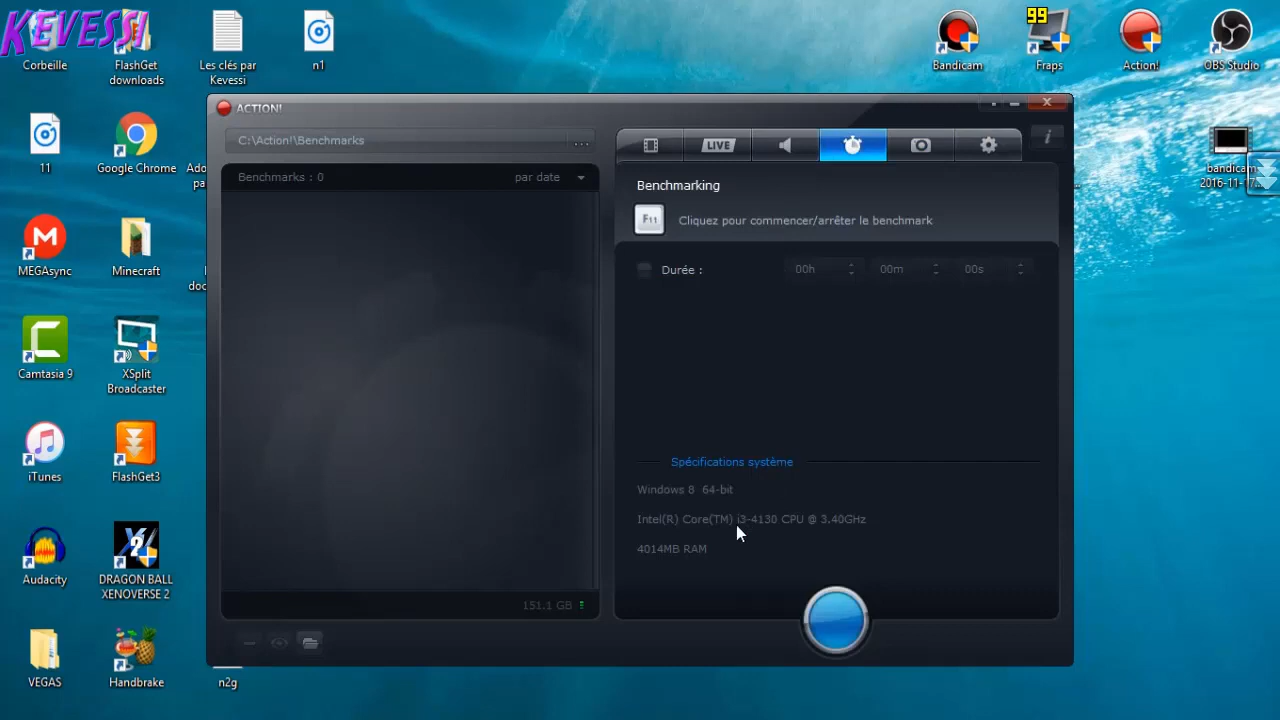 KEVESSI
Corbeille
FlashGet
downloads
Les clés par
Kevessi
n1
Bandicam
99
Fraps
Action!
OBS Studio
11
Google Chrome
Ado
pa
bandicam
2016-11-17...
MEGAsync
Minecraft
doc
Camtasia 9
XSplit
Broadcaster
iTunes
FlashGet3
Audacity
DRAGON BALL
XENOVERSE 2
VEGAS
Handbrake
n2g
ACTION!
C:\Action!\Benchmarks
...
Benchmarks : 0
par date
151.1 GB
LIVE
i
Benchmarking
F11
Cliquez pour commencer/arrêter le benchmark
Durée :
00h
00m
00s
Spécifications système
Windows 8 64-bit
Intel(R) Core(TM) i3-4130 CPU @ 3.40GHz
4014MB RAM